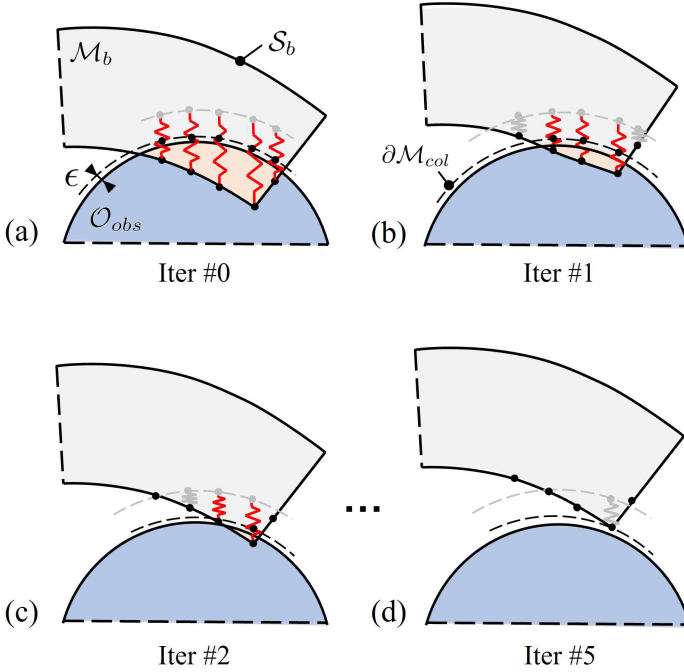 𝓜_b
𝓢_b
ϵ
𝓞_obs
(a)
Iter #0
∂𝓜_col
(b)
Iter #1
(c)
Iter #2
...
(d)
Iter #5